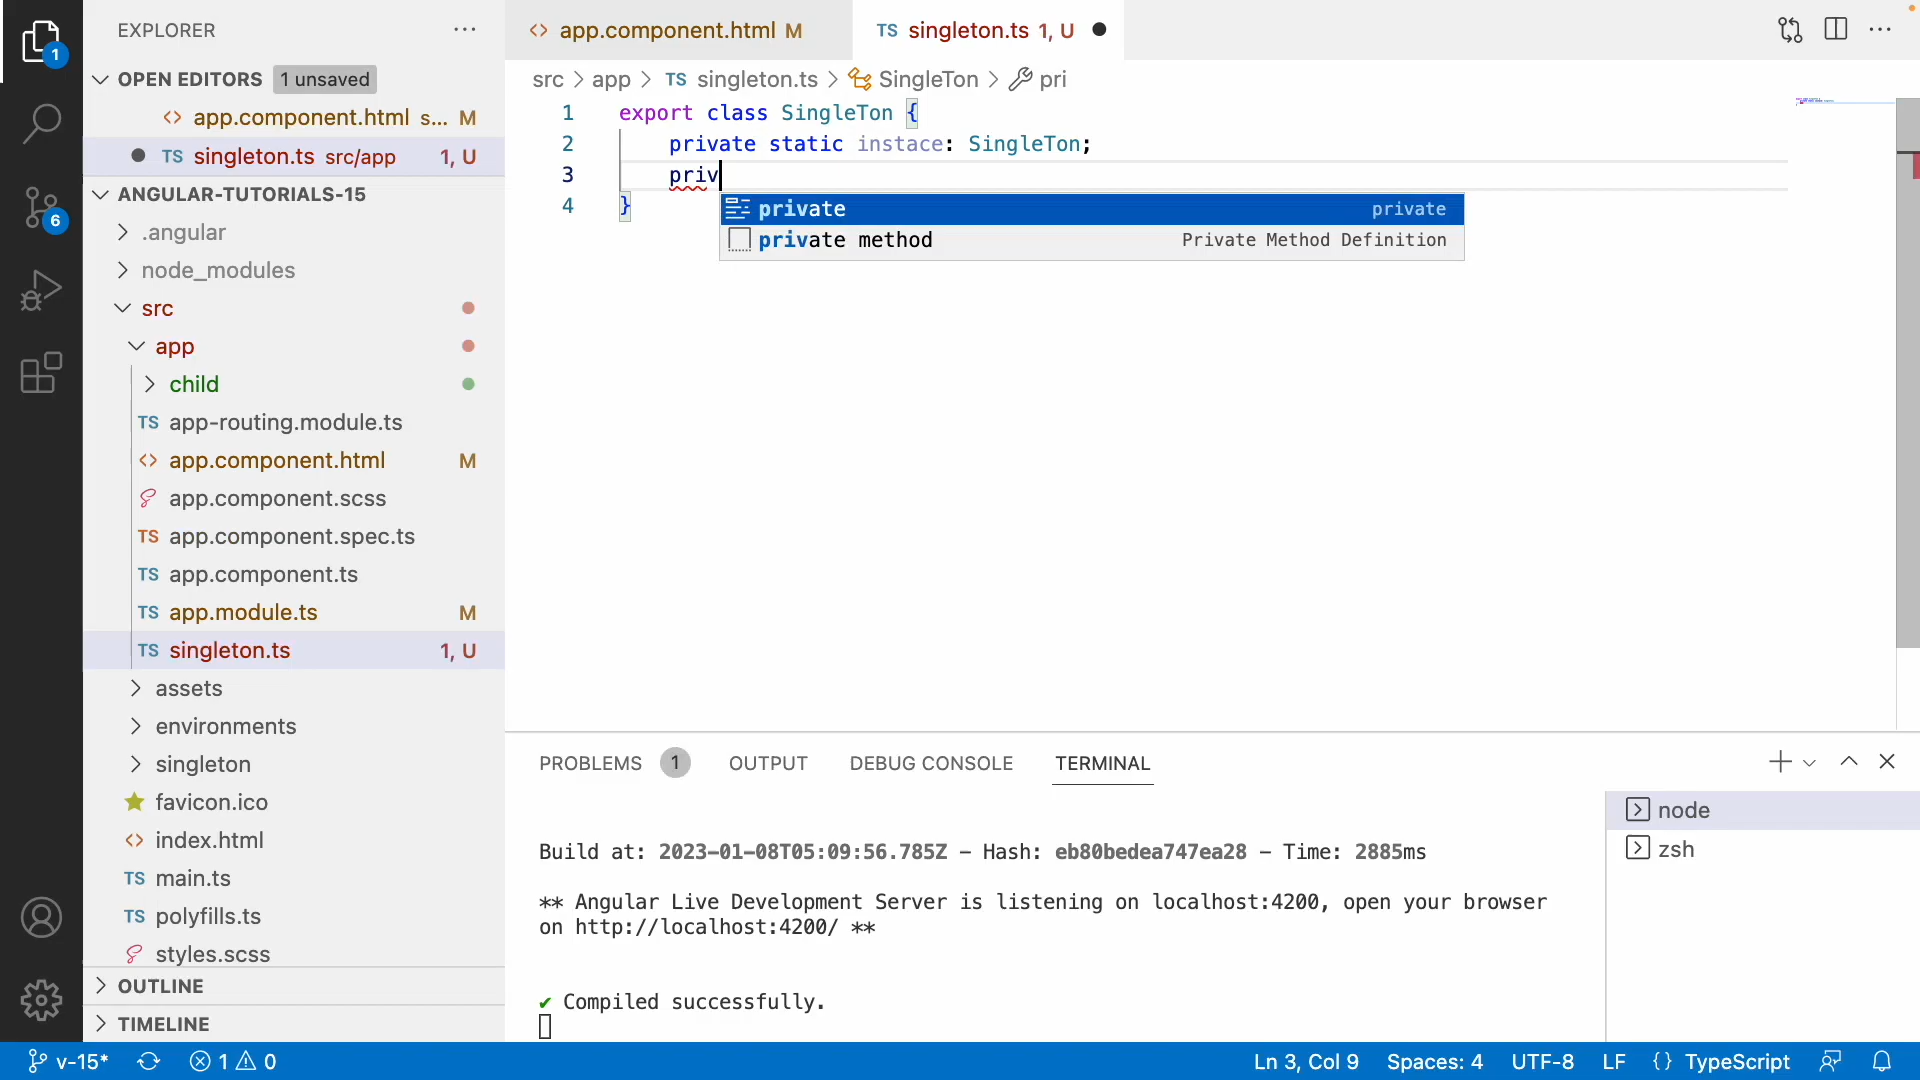 EXPLORER
OPEN EDITORS 1 unsaved
app.component.html s... M
TS singleton.ts src/app 1, U
ANGULAR-TUTORIALS-15
.angular
node_modules
src
app
child
TS app-routing.module.ts
app.component.html M
app.component.scss
TS app.component.spec.ts
TS app.component.ts
TS app.module.ts M
TS singleton.ts 1, U
assets
environments
singleton
favicon.ico
index.html
TS main.ts
TS polyfills.ts
styles.scss
OUTLINE
TIMELINE
1
6
app.component.html M
TS singleton.ts 1, U
src > app > TS singleton.ts > SingleTon > pri
1 export class SingleTon {
2 private static instace: SingleTon;
3 priv
4 }
private private
private method Private Method Definition
PROBLEMS 1 OUTPUT DEBUG CONSOLE TERMINAL
Build at: 2023-01-08T05:09:56.785Z - Hash: eb80bedea747ea28 - Time: 2885ms
** Angular Live Development Server is listening on localhost:4200, open your browser
on http://localhost:4200/ **
✔ Compiled successfully.
node
zsh
v-15* 1 0 Ln 3, Col 9 Spaces: 4 UTF-8 LF {} TypeScript